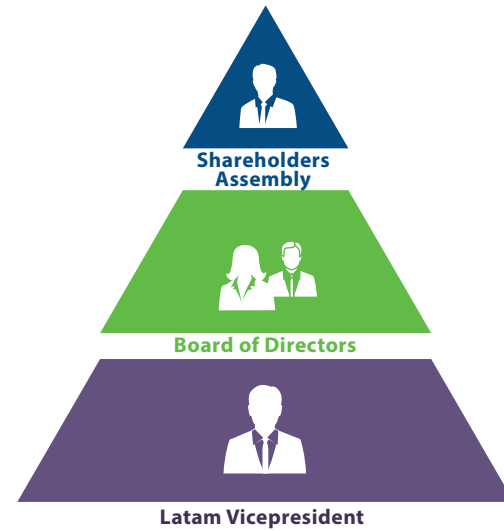 Shareholders
Assembly
Board of Directors
Latam Vicepresident